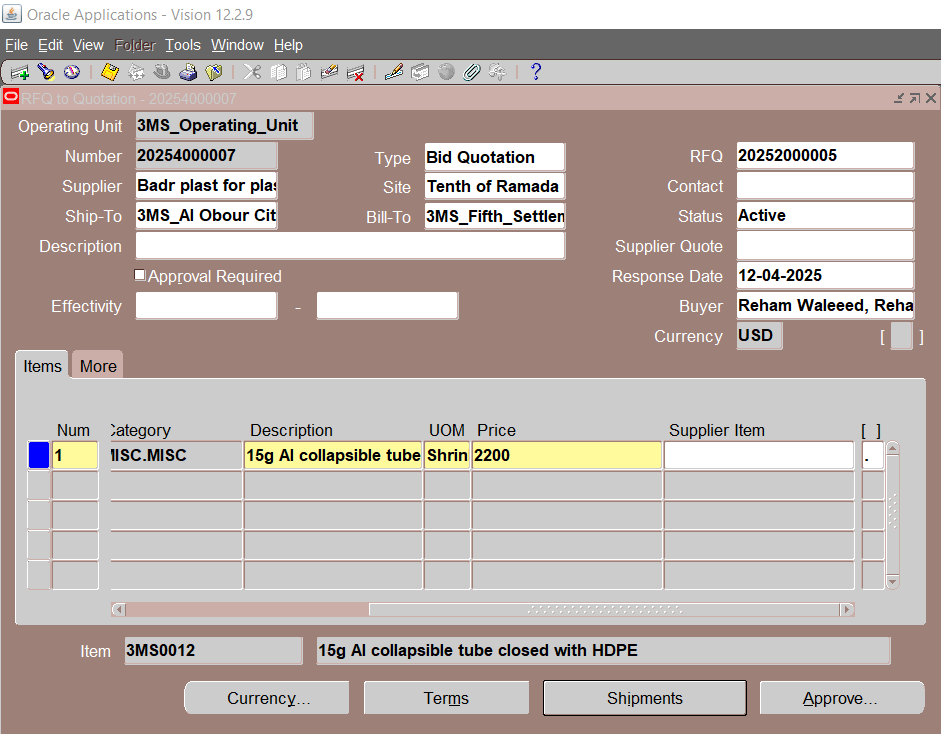 Oracle Applications - Vision 12.2.9
File Edit View Folder Tools Window Help
RFQ to Quotation - 20254000007
Operating Unit 3MS_Operating_Unit
Number 20254000007 Type Bid Quotation RFQ 20252000005
Supplier Badr plast for plas Site Tenth of Ramada Contact
Ship-To 3MS_Al Obour Cit Bill-To 3MS_Fifth_Settlen Status Active
Description Supplier Quote
Approval Required Response Date 12-04-2025
Effectivity - Buyer Reham Waleeed, Reha
Currency USD [ ]
Items More
Num Category Description UOM Price Supplier Item [ ]
1 MISC.MISC 15g Al collapsible tube Shrin 2200 .
Item 3MS0012 15g Al collapsible tube closed with HDPE
Currency... Terms Shipments Approve...